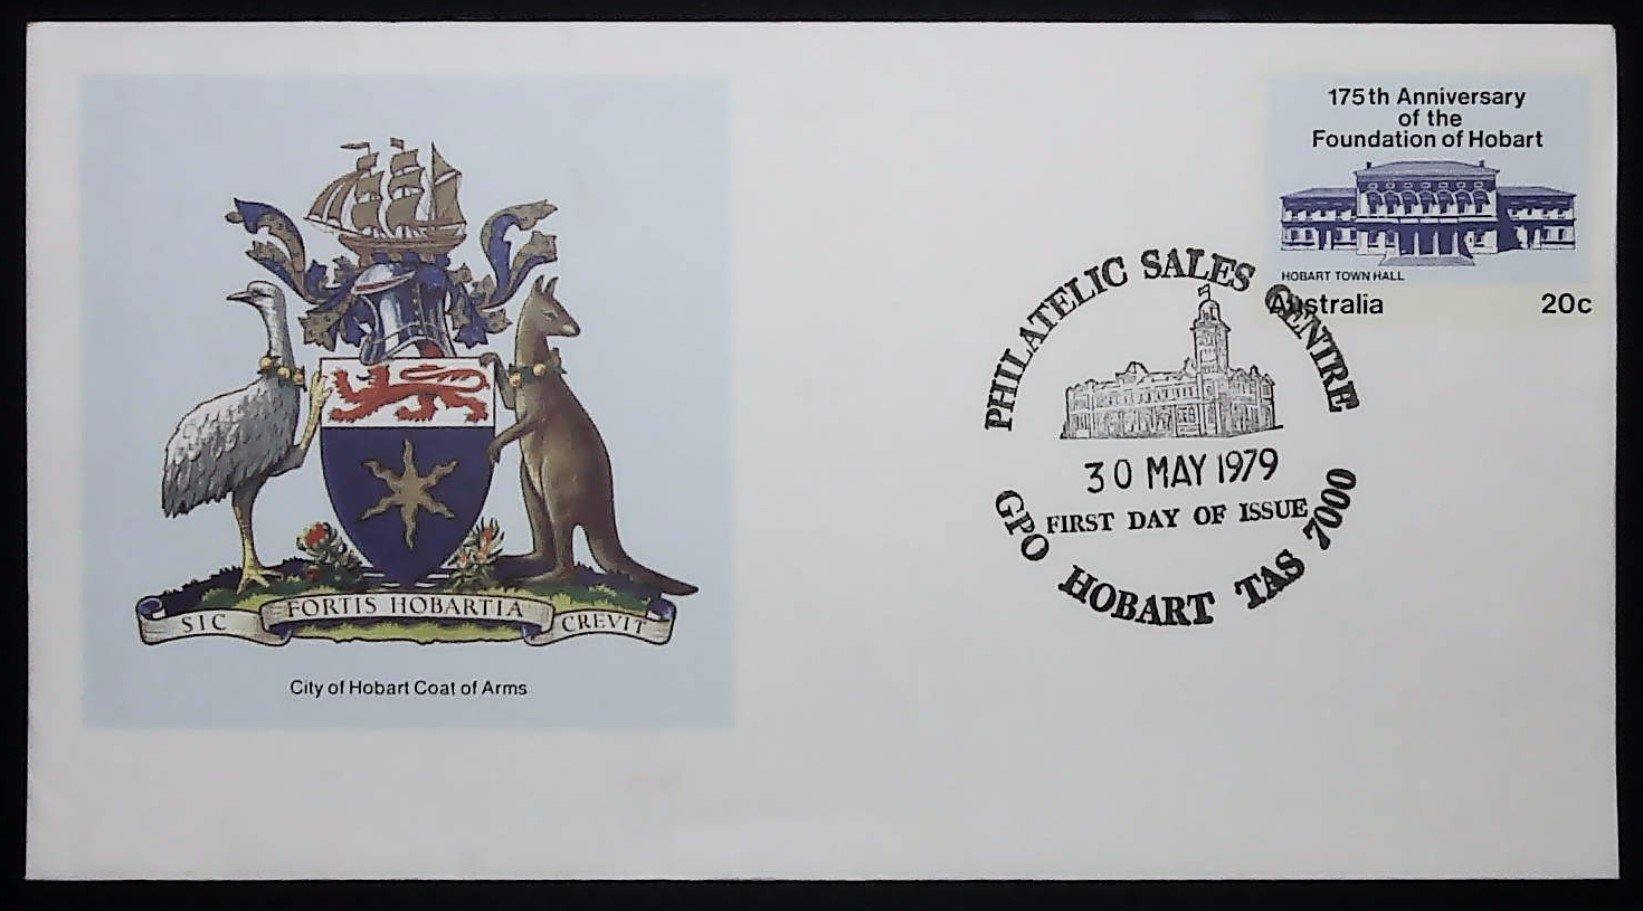 175th Anniversary
of the
Foundation of Hobart
HOBART TOWN HALL
Australia 20c
PHILATELIC SALES CENTRE
30 MAY 1979
FIRST DAY OF ISSUE
GPO HOBART TAS 7000
SIC FORTIS HOBARTIA CREVIT
City of Hobart Coat of Arms